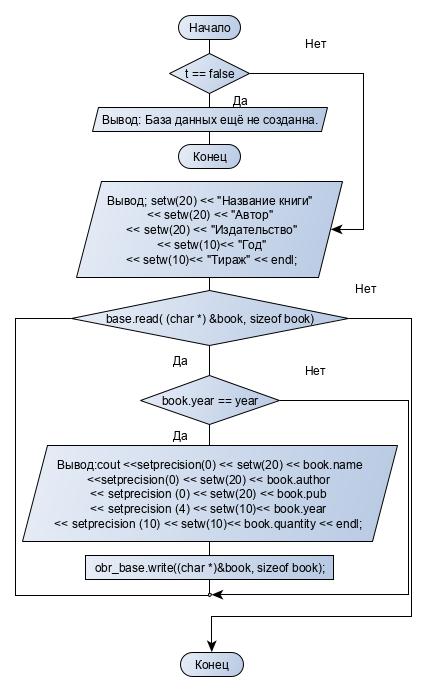 Начало
Нет
t == false
Да
Вывод: База данных ещё не созданна.
Конец
Вывод; setw(20) << "Название книги"
<< setw(20) << "Автор"
<< setw(20) << "Издательство"
<< setw(10)<< "Год"
<< setw(10)<< "Тираж" << endl;
Нет
base.read( (char *) &book, sizeof book)
Да
Нет
book.year == year
Да
Вывод:cout <<setprecision(0) << setw(20) << book.name
<<setprecision(0) << setw(20) << book.author
<< setprecision (0) << setw(20) << book.pub
<< setprecision (4) << setw(10)<< book.year
<< setprecision (10) << setw(10)<< book.quantity << endl;
obr_base.write((char *)&book, sizeof book);
Конец